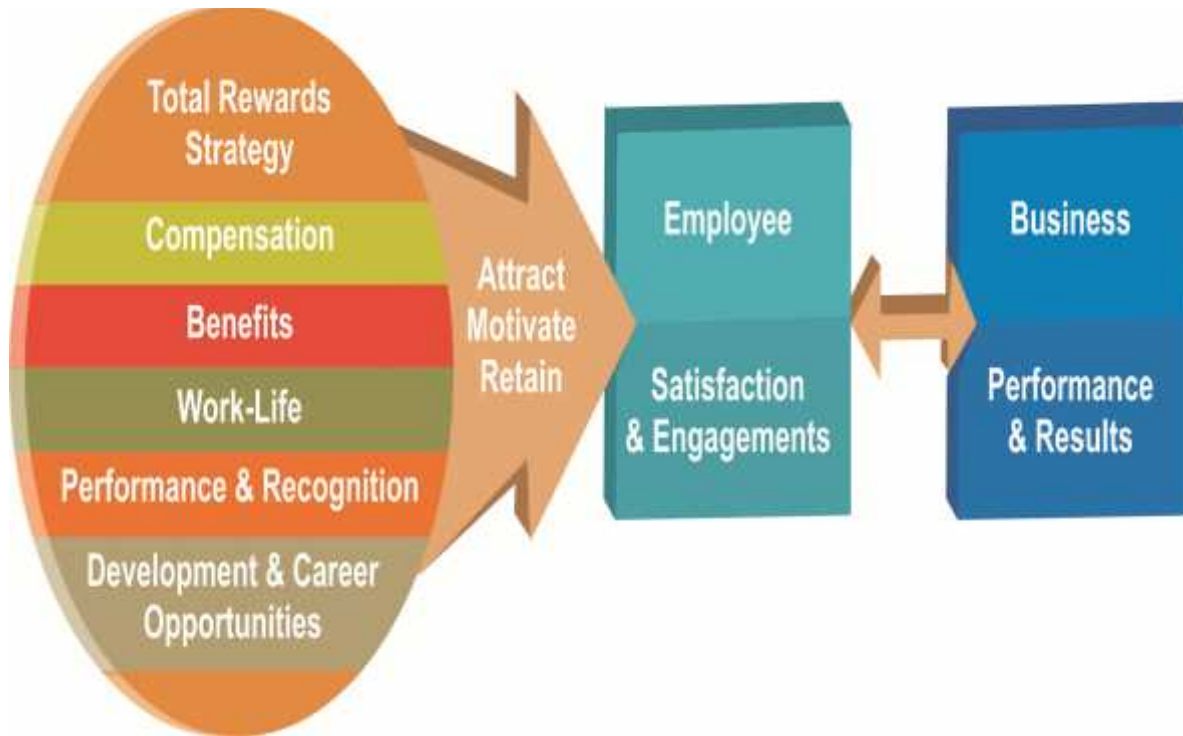 Total Rewards
Strategy
Compensation
Benefits
Work-Life
Performance & Recognition
Development & Career
Opportunities
Attract
Motivate
Retain
Employee
Satisfaction
& Engagements
Business
Performance
& Results